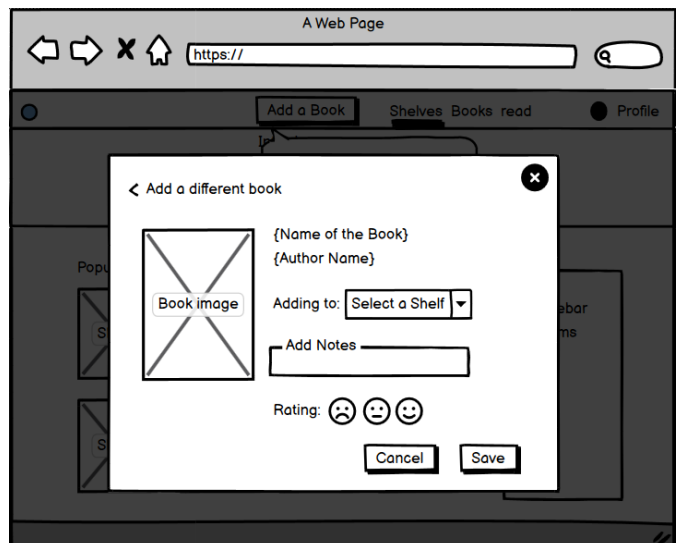 A Web Page
https://
Add a Book
Shelves Books read
Profile
Add a different book
{Name of the Book}
{Author Name}
Book image
Adding to: Select a Shelf
Add Notes
Rating:
Cancel
Save